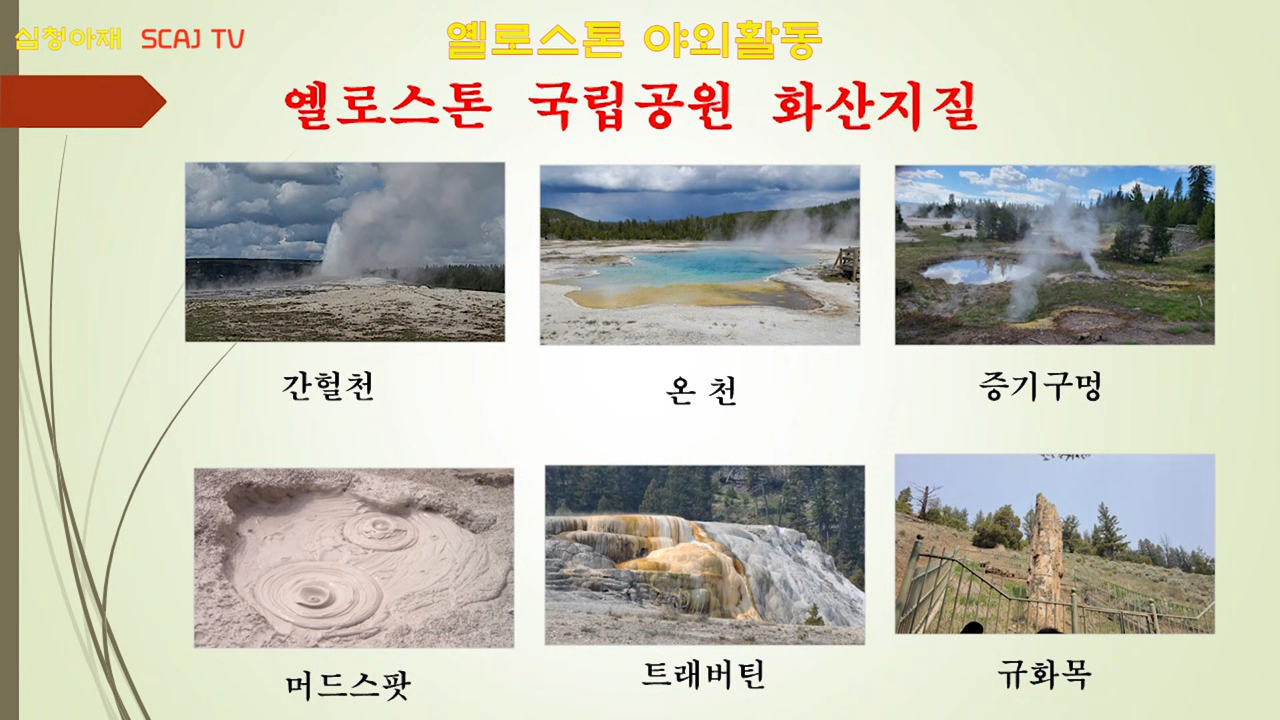 심청아재 SCAJ TV
옐로스톤 야외활동
옐로스톤 국립공원 화산지질
간헐천
온 천
증기구멍
머드스팟
트래버틴
규화목